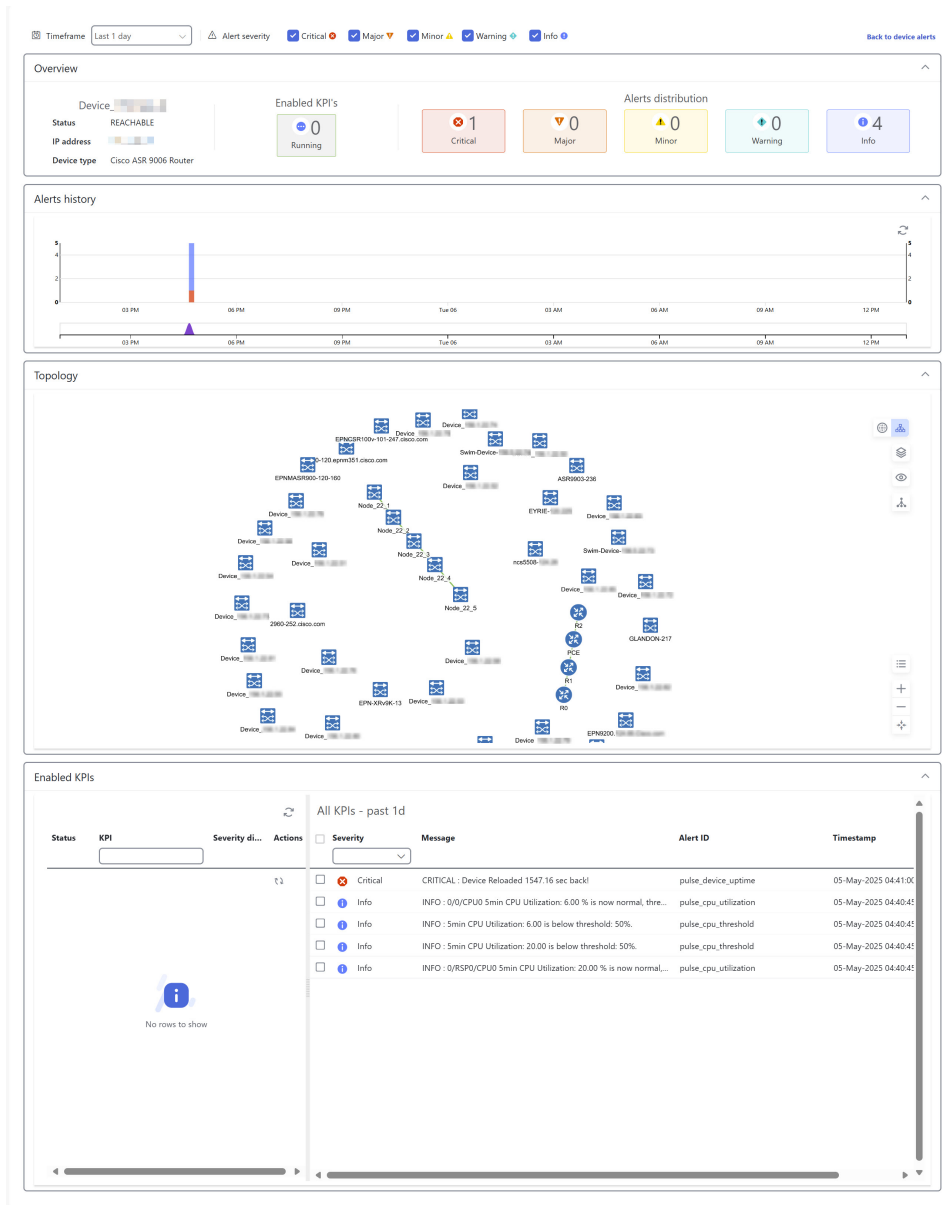 Timeframe Last 1 day Alert severity Critical Major Minor Warning Info Back to device alerts
Overview
Device_
Status REACHABLE
IP address
Device type Cisco ASR 9006 Router
Enabled KPI's
0
Running
Alerts distribution
1 0 0 0 4
Critical Major Minor Warning Info
Alerts history
5 5
4 4
2 2
0 0
03 PM 06 PM 09 PM Tue 06 03 AM 06 AM 09 AM 12 PM
03 PM 06 PM 09 PM Tue 06 03 AM 06 AM 09 AM 12 PM
Topology
Device_
Device
EPNCSR100v-101-247.cisco.com
Swim-Device-
0-120.epnm351.cisco.com
EPNMASR900-120-160
ASR9903-236
Device_
Node_22_1
EYRIE-
Device_
Device_
Node_22_2
Device_
Node_22_3
Swim-Device-
Device_
ncs5508-
Device_
Node_22_4
Device_
Device_
Node_22_5
Device_
2960-252.cisco.com
R2
GLANDON-217
PCE
Device_
Device_
Device_
R1
Device_
Device_
EPN-XRv9K-13
Device_
R0
Device_
Device_
Device
EPN9200.
Enabled KPIs
All KPIs - past 1d
Status KPI Severity di... Actions Severity Message Alert ID Timestamp
Critical CRITICAL : Device Reloaded 1547.16 sec back! pulse_device_uptime 05-May-2025 04:41:00
Info INFO : 0/0/CPU0 5min CPU Utilization: 6.00 % is now normal, thre... pulse_cpu_utilization 05-May-2025 04:40:45
Info INFO : 5min CPU Utilization: 6.00 is below threshold: 50%. pulse_cpu_threshold 05-May-2025 04:40:45
Info INFO : 5min CPU Utilization: 20.00 is below threshold: 50%. pulse_cpu_threshold 05-May-2025 04:40:45
Info INFO : 0/RSP0/CPU0 5min CPU Utilization: 20.00 % is now normal,... pulse_cpu_utilization 05-May-2025 04:40:45
No rows to show